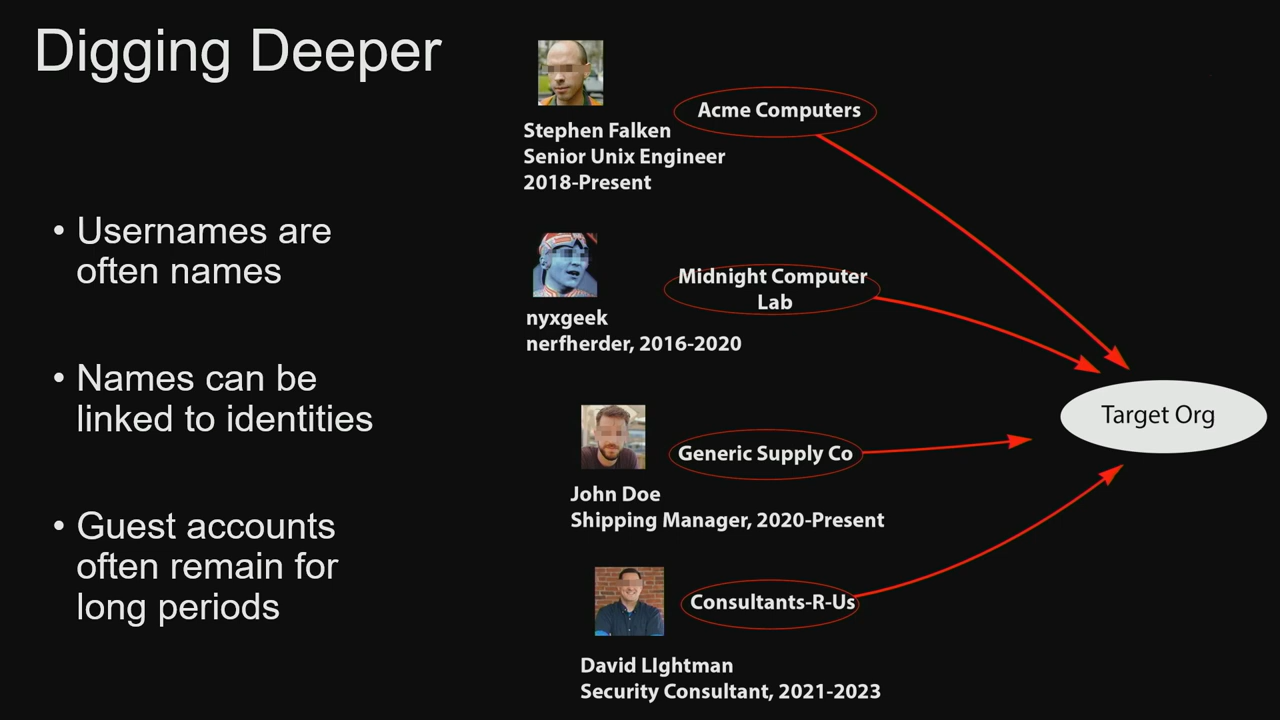 Digging Deeper
• Usernames are
often names
• Names can be
linked to identities
• Guest accounts
often remain for
long periods
Acme Computers
Stephen Falken
Senior Unix Engineer
2018-Present
Midnight Computer
Lab
nyxgeek
nerfherder, 2016-2020
Generic Supply Co
John Doe
Shipping Manager, 2020-Present
Consultants-R-Us
David LIghtman
Security Consultant, 2021-2023
Target Org